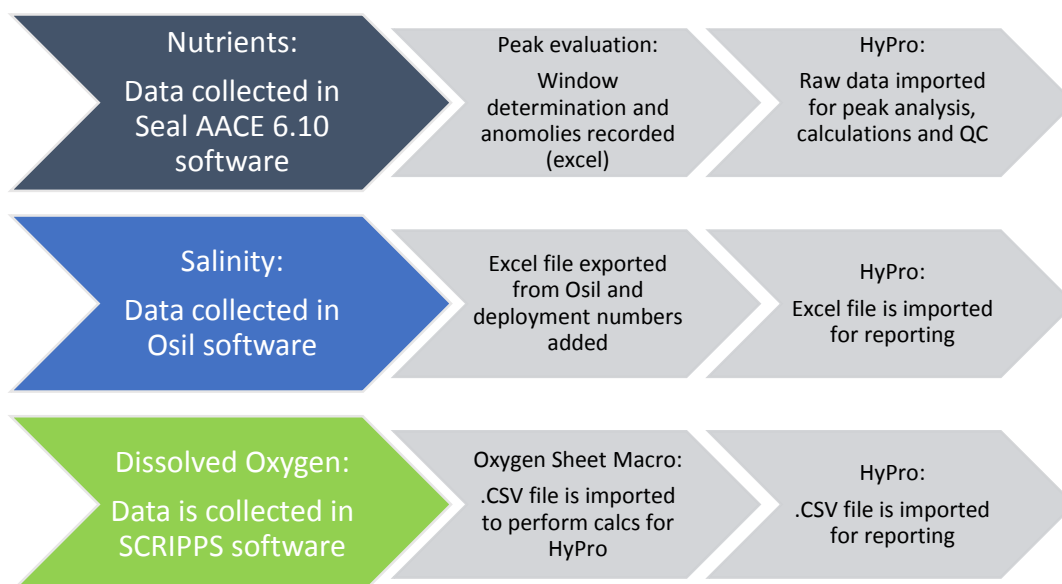 Nutrients:
Data collected in
Seal AACE 6.10
software
Peak evaluation:
Window
determination and
anomolies recorded
(excel)
HyPro:
Raw data imported
for peak analysis,
calculations and QC
Salinity:
Data collected in
Osil software
Excel file exported
from Osil and
deployment numbers
added
HyPro:
Excel file is imported
for reporting
Dissolved Oxygen:
Data is collected in
SCRIPPS software
Oxygen Sheet Macro:
.CSV file is imported
to perform calcs for
HyPro
HyPro:
.CSV file is imported
for reporting